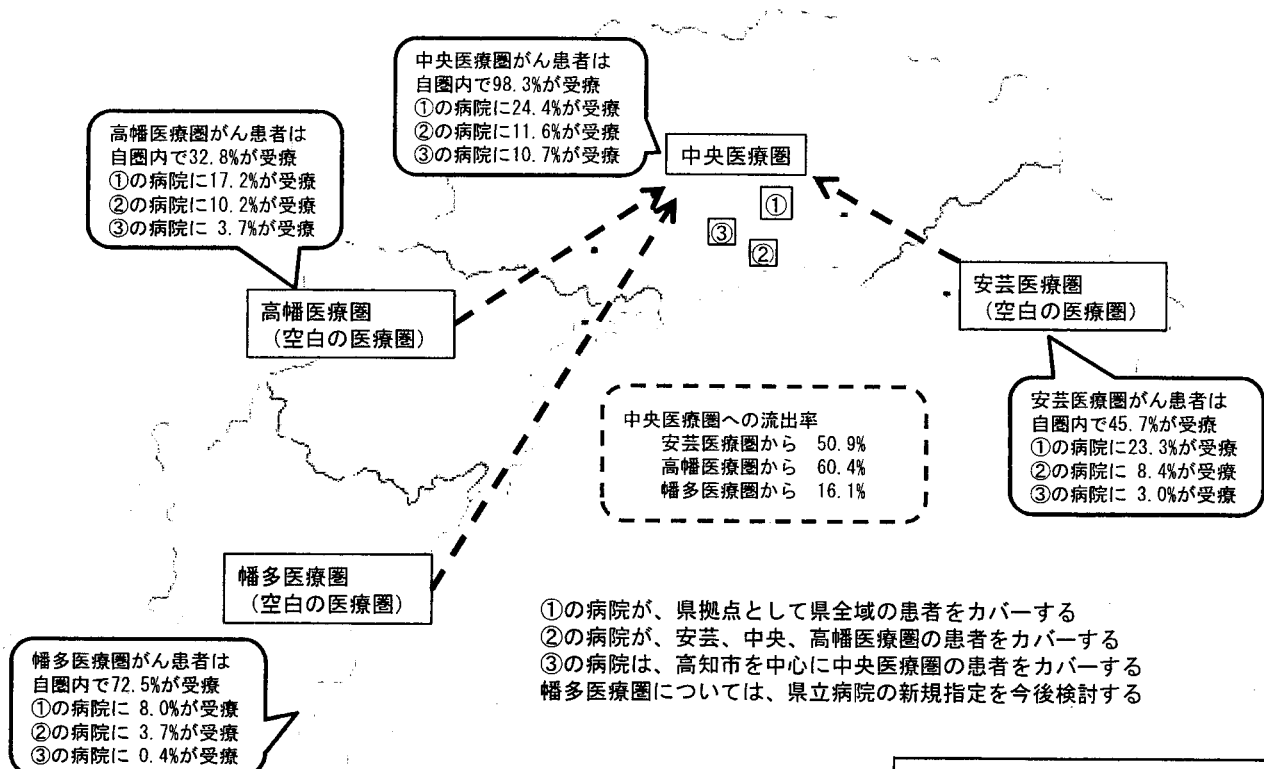 中央医療圏がん患者は
自圏内で98.3%が受療
①の病院に24.4%が受療
②の病院に11.6%が受療
③の病院に10.7%が受療
高幡医療圏がん患者は
自圏内で32.8%が受療
①の病院に17.2%が受療
②の病院に10.2%が受療
③の病院に 3.7%が受療
中央医療圏
①
③
②
高幡医療圏
(空白の医療圏)
安芸医療圏
(空白の医療圏)
安芸医療圏がん患者は
自圏内で45.7%が受療
①の病院に23.3%が受療
②の病院に 8.4%が受療
③の病院に 3.0%が受療
中央医療圏への流出率
安芸医療圏から 50.9%
高幡医療圏から 60.4%
幡多医療圏から 16.1%
幡多医療圏
(空白の医療圏)
①の病院が、県拠点として県全域の患者をカバーする
②の病院が、安芸、中央、高幡医療圏の患者をカバーする
③の病院は、高知市を中心に中央医療圏の患者をカバーする
幡多医療圏については、県立病院の新規指定を今後検討する
幡多医療圏がん患者は
自圏内で72.5%が受療
①の病院に 8.0%が受療
②の病院に 3.7%が受療
③の病院に 0.4%が受療